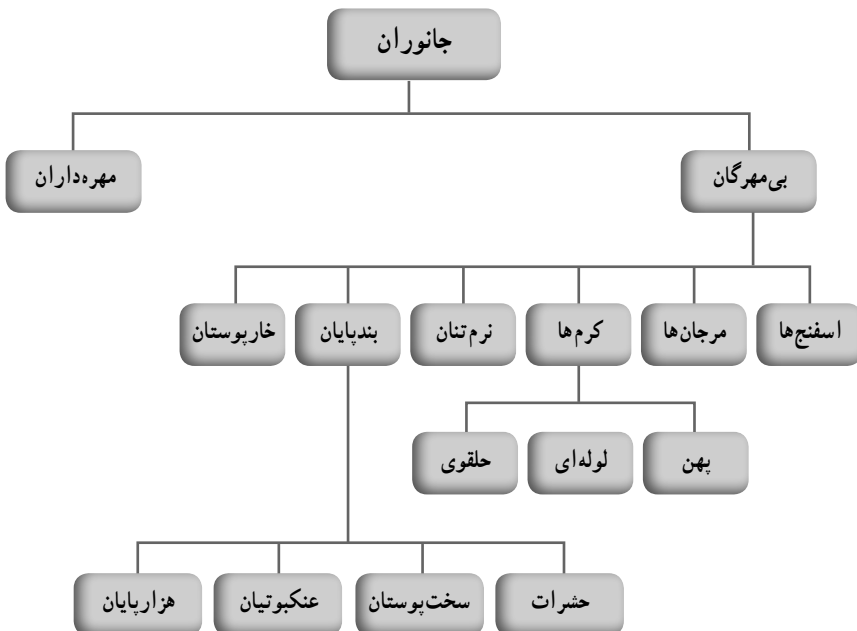 جانوران
بی‌مهرگان
مهره‌داران
اسفنج‌ها
مرجان‌ها
کرم‌ها
نرم‌تنان
بندپایان
خارپوستان
پهن
لوله‌ای
حلقوی
حشرات
سخت‌پوستان
عنکبوتیان
هزارپایان